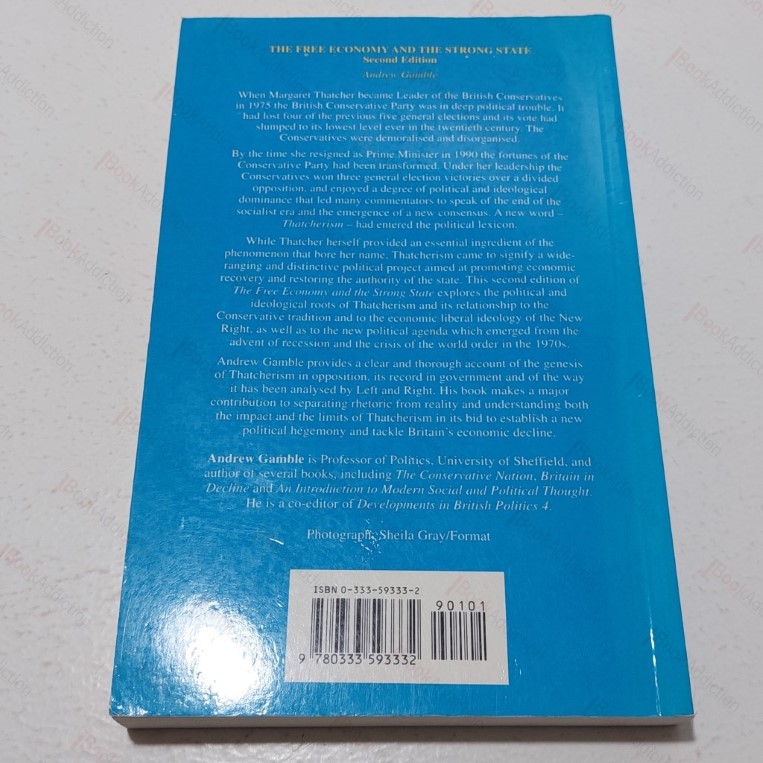 THE FREE ECONOMY AND THE STRONG STATE
Second Edition
Andrew Gamble
When Margaret Thatcher became Leader of the British Conservatives
in 1975 the British Conservative Party was in deep political trouble. It
had lost four of the previous five general elections and its vote had
slumped to its lowest level ever in the twentieth century. The
Conservatives were demoralised and disorganised.
By the time she resigned as Prime Minister in 1990 the fortunes of the
Conservative Party had been transformed. Under her leadership the
Conservatives won three general election victories over a divided
opposition, and enjoyed a degree of political and ideological
dominance that led many commentators to speak of the end of the
socialist era and the emergence of a new consensus. A new word –
Thatcherism – had entered the political lexicon.
While Thatcher herself provided an essential ingredient of the
phenomenon that bore her name, Thatcherism came to signify a wide-
ranging and distinctive political project aimed at promoting economic
recovery and restoring the authority of the state. This second edition of
The Free Economy and the Strong State explores the political and
ideological roots of Thatcherism and its relationship to the
Conservative tradition and to the economic liberal ideology of the New
Right, as well as to the new political agenda which emerged from the
advent of recession and the crisis of the world order in the 1970s.
Andrew Gamble provides a clear and thorough account of the genesis
of Thatcherism in opposition, its record in government and of the way
it has been analysed by Left and Right. His book makes a major
contribution to separating rhetoric from reality and understanding both
the impact and the limits of Thatcherism in its bid to establish a new
political hegemony and tackle Britain's economic decline.
Andrew Gamble is Professor of Politics, University of Sheffield, and
author of several books, including The Conservative Nation, Britain in
Decline and An Introduction to Modern Social and Political Thought.
He is a co-editor of Developments in British Politics 4.
Photograph: Sheila Gray/Format
ISBN 0-333-59333-2
90101
9 780333 593332
BookAddiction